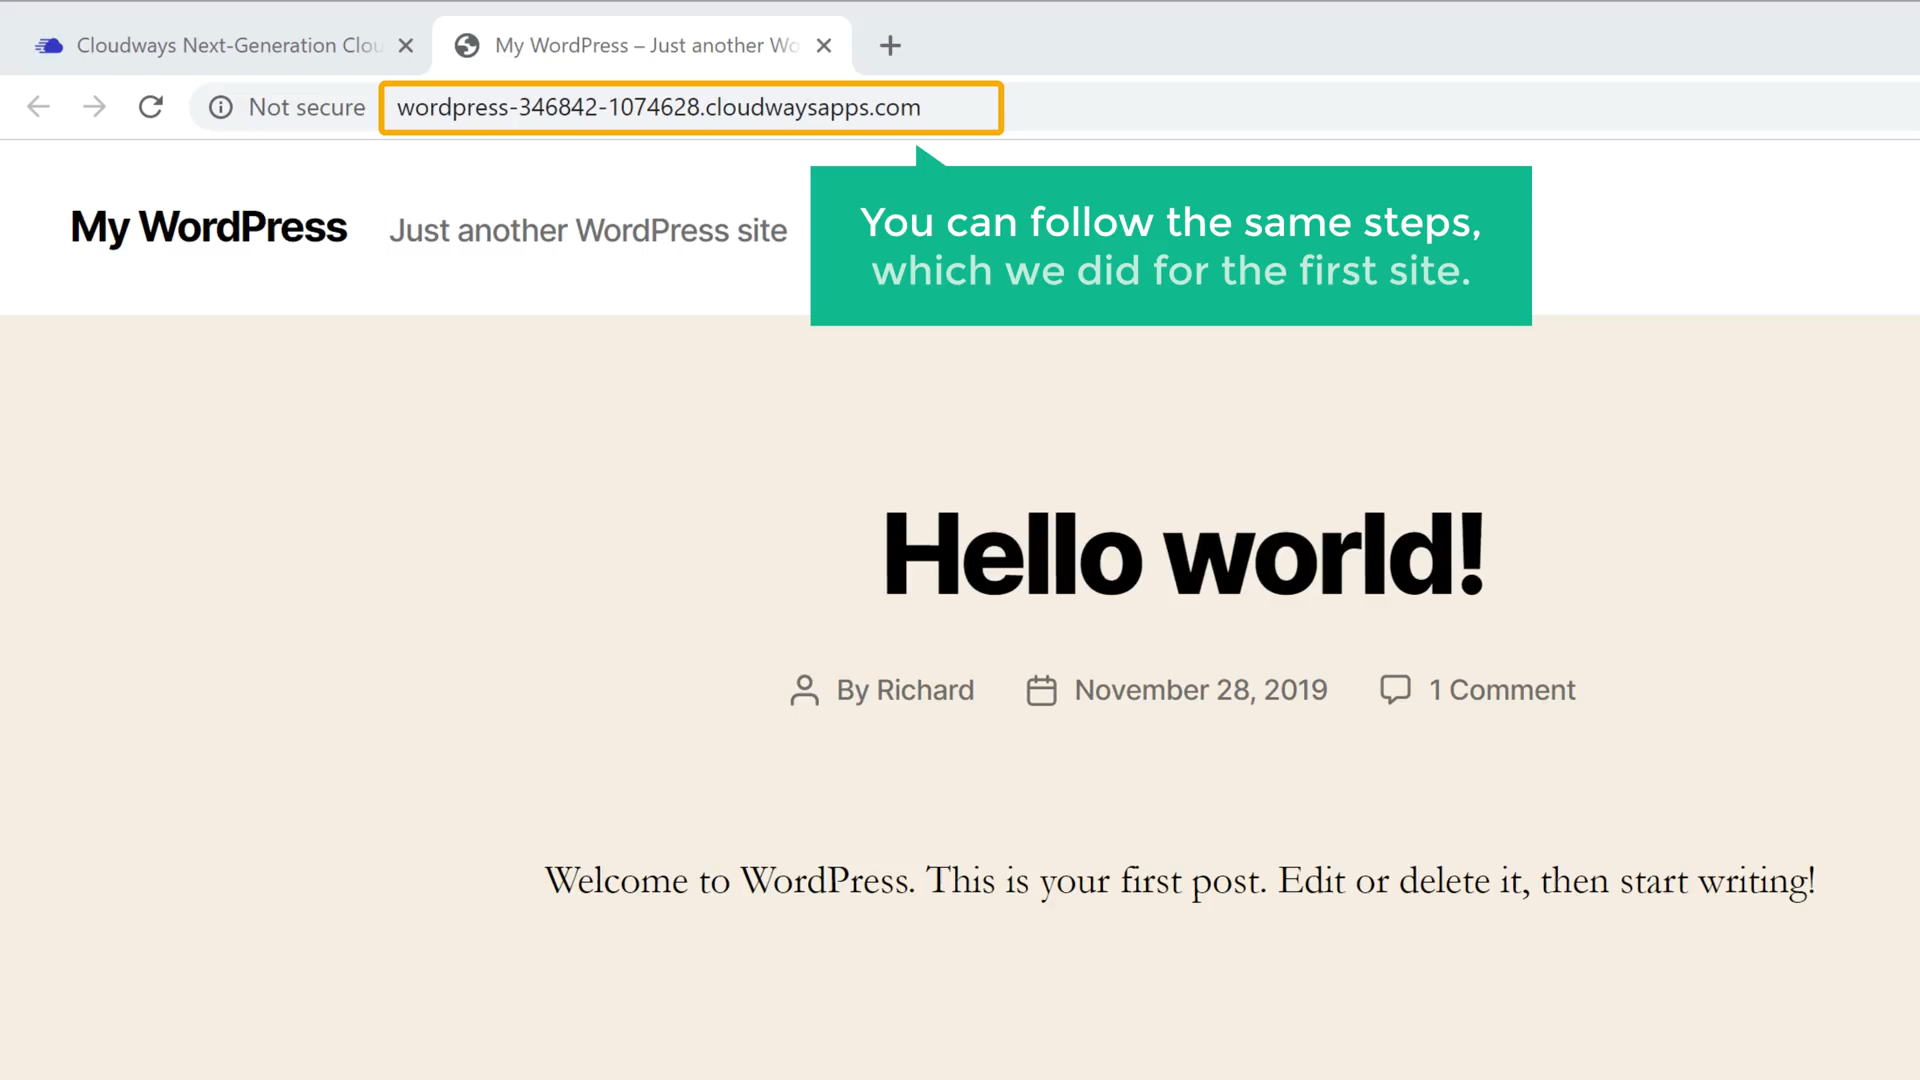 Cloudways Next-Generation Clou
My WordPress – Just another Wo
Not secure
wordpress-346842-1074628.cloudwaysapps.com
My WordPress
Just another WordPress site
You can follow the same steps,
which we did for the first site.
Hello world!
By Richard
November 28, 2019
1 Comment
Welcome to WordPress. This is your first post. Edit or delete it, then start writing!